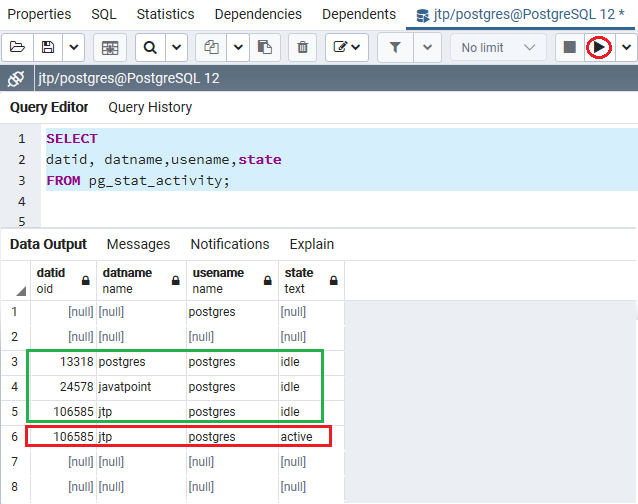 Properties SQL Statistics Dependencies Dependents jtp/postgres@PostgreSQL 12 *
No limit
jtp/postgres@PostgreSQL 12
Query Editor Query History
1 SELECT
2 datid, datname,usename,state
3 FROM pg_stat_activity;
4
5
Data Output Messages Notifications Explain
datid datname usename state
oid name name text
1 [null] [null] postgres [null]
2 [null] [null] [null] [null]
3 13318 postgres postgres idle
4 24578 javatpoint postgres idle
5 106585 jtp postgres idle
6 106585 jtp postgres active
7 [null] [null] [null] [null]
8 [null] [null] [null] [null]